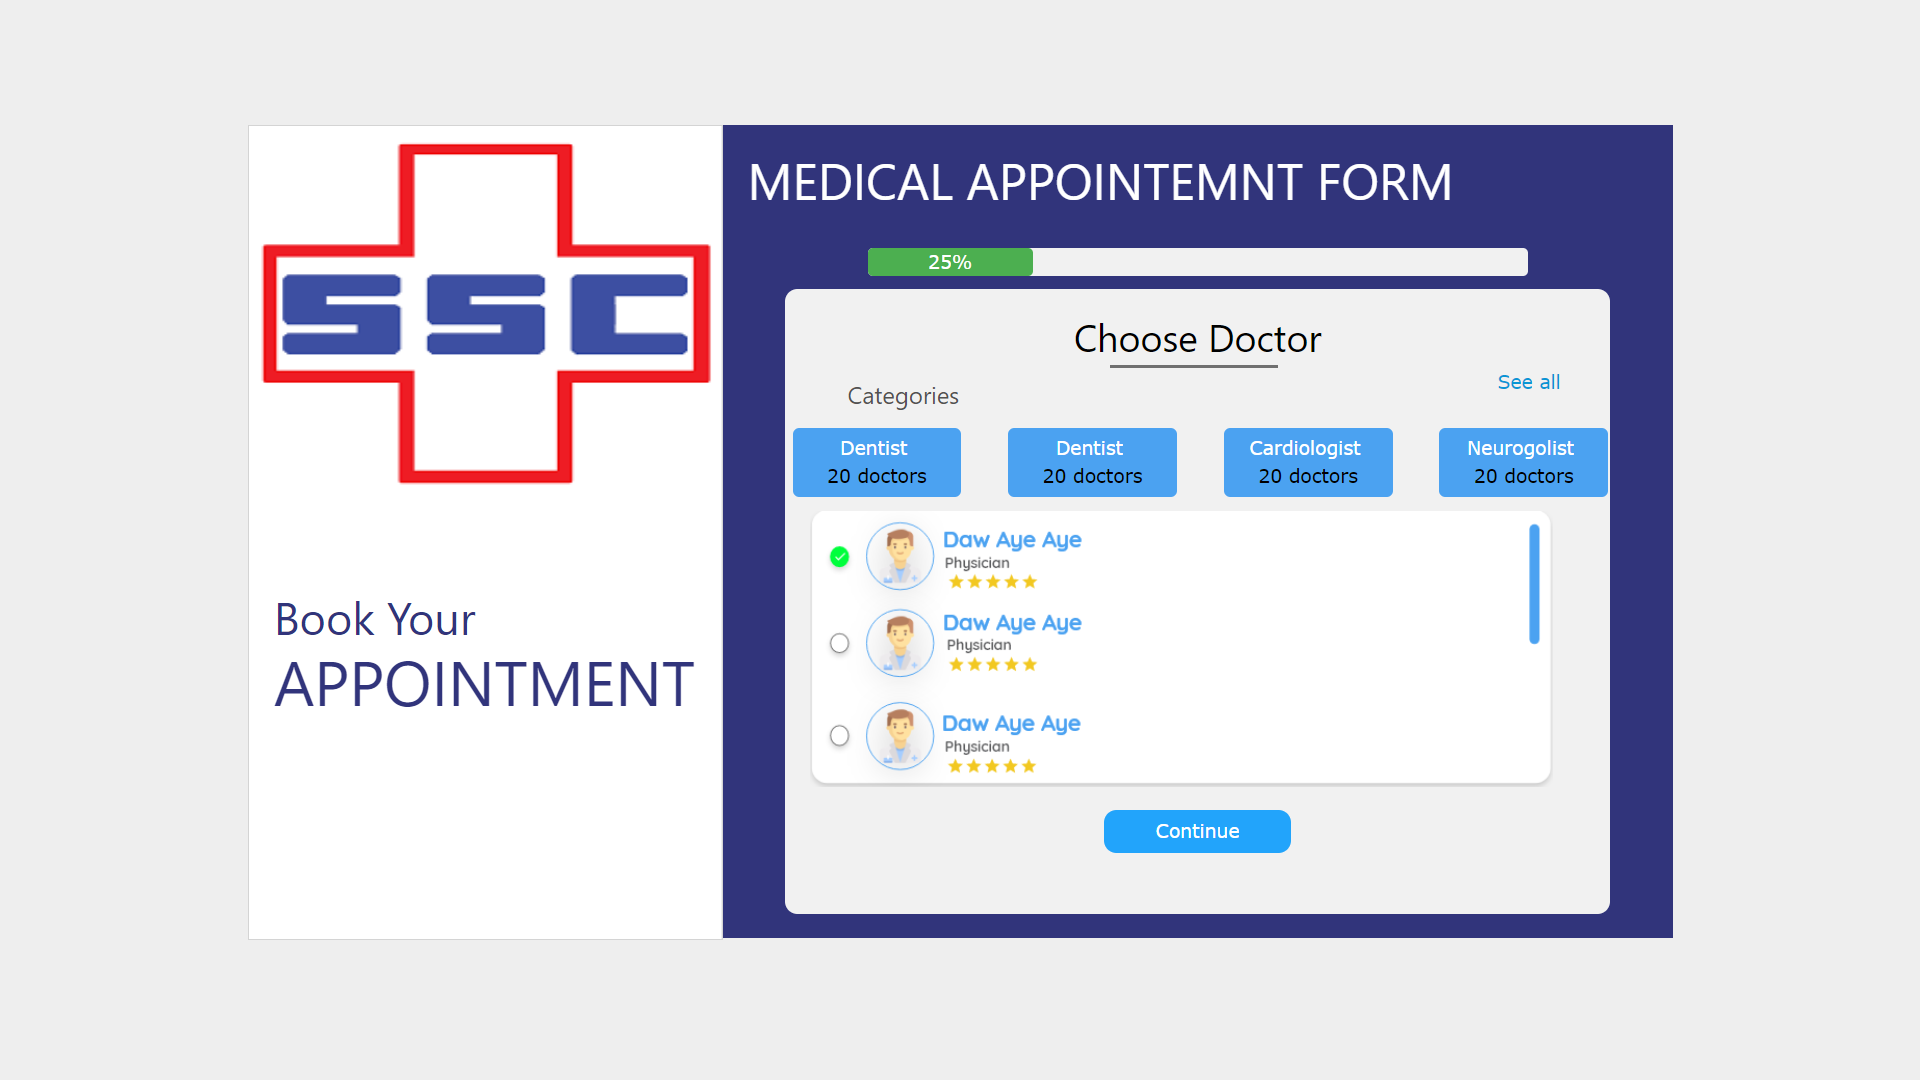 SSC
Book Your
APPOINTMENT
MEDICAL APPOINTEMNT FORM
25%
Choose Doctor
See all
Categories
Dentist
20 doctors
Dentist
20 doctors
Cardiologist
20 doctors
Neurogolist
20 doctors
Daw Aye Aye
Physician
Daw Aye Aye
Physician
Daw Aye Aye
Physician
Continue